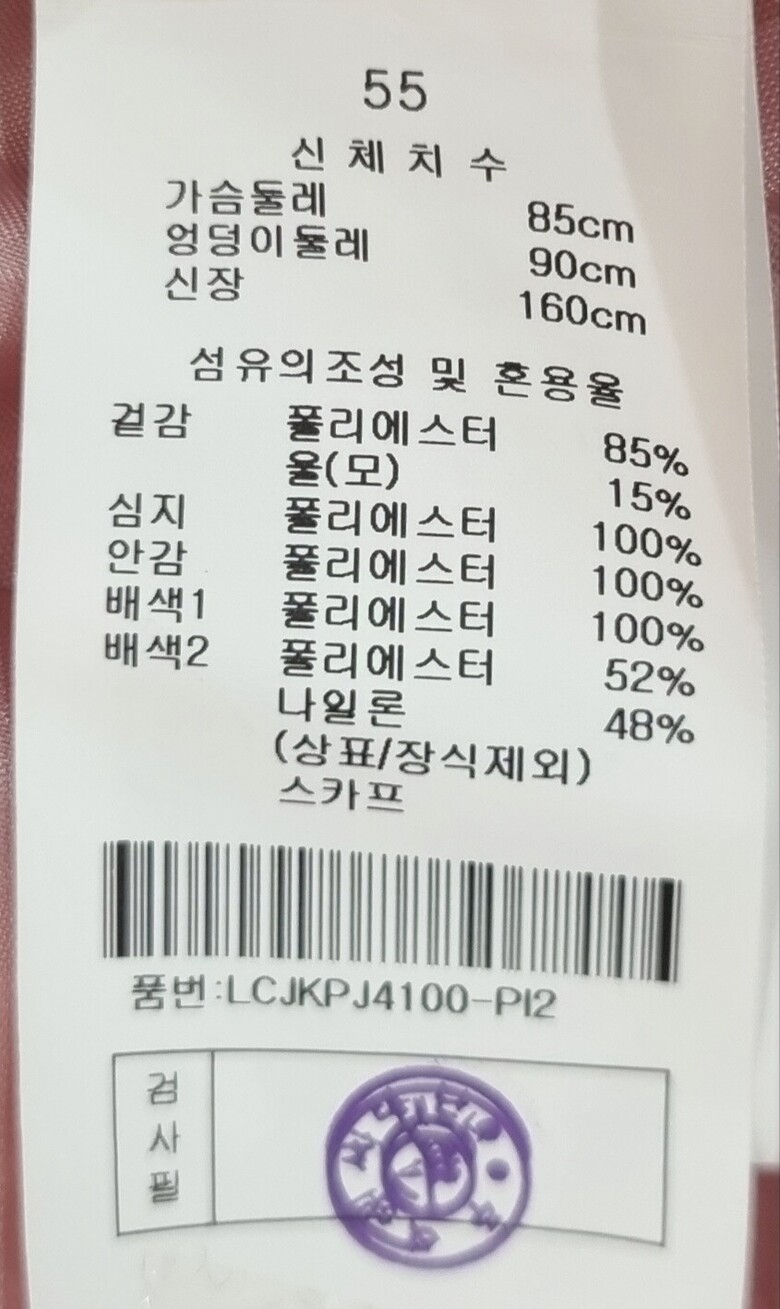 55
신체치수
가슴둘레 85cm
엉덩이둘레 90cm
신장 160cm
섬유의조성 및 혼용율
겉감 폴리에스터 85%
울(모) 15%
심지 폴리에스터 100%
안감 폴리에스터 100%
배색1 폴리에스터 100%
배색2 폴리에스터 52%
나일론 48%
(상표/장식제외)
스카프
품번:LCJKPJ4100-PI2
검사필